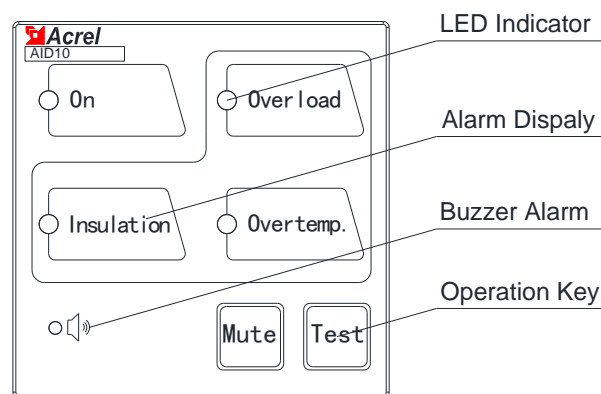 LED Indicator
Acrel
AID10
On
Overload
Alarm Dispaly
Insulation
Overtemp.
Buzzer Alarm
Operation Key
Mute
Test